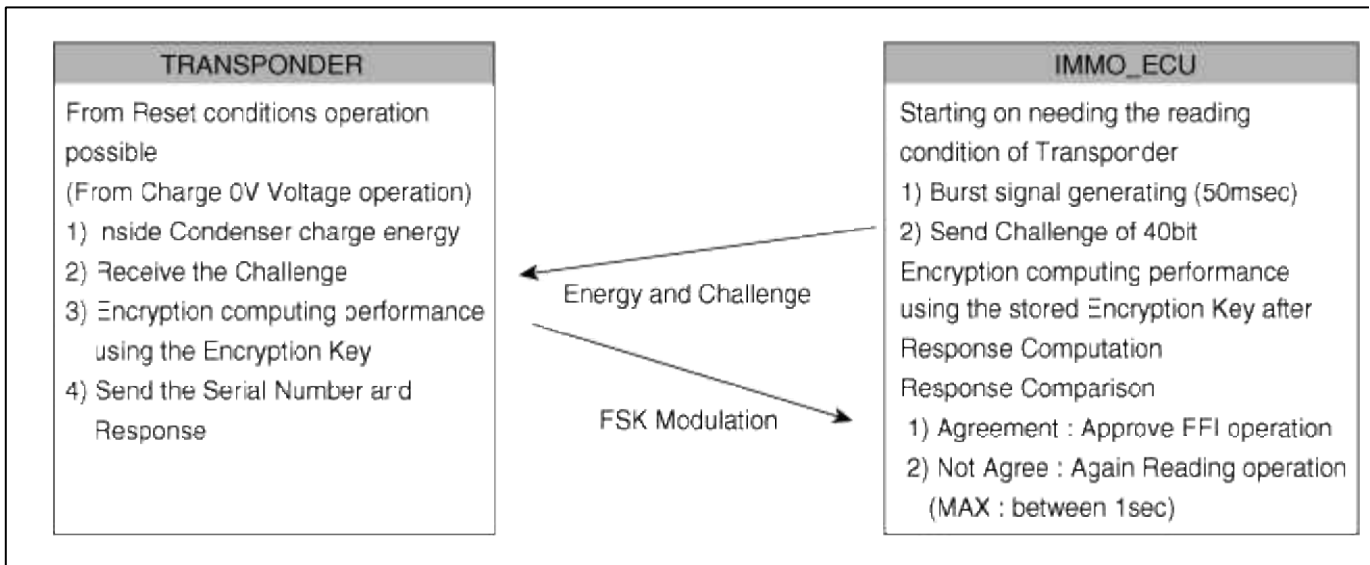 TRANSPONDER
From Reset conditions operation
possible
(From Charge 0V Voltage operation)
1) Inside Condenser charge energy
2) Receive the Challenge
3) Encryption computing performance
using the Encryption Key
4) Send the Serial Number and
Response
Energy and Challenge
FSK Modulation
IMMO_ECU
Starting on needing the reading
condition of Transponder
1) Burst signal generating (50msec)
2) Send Challenge of 40bit
Encryption computing performance
using the stored Encryption Key after
Response Computation
Response Comparison
1) Agreement : Approve FFI operation
2) Not Agree : Again Reading operation
(MAX : between 1sec)